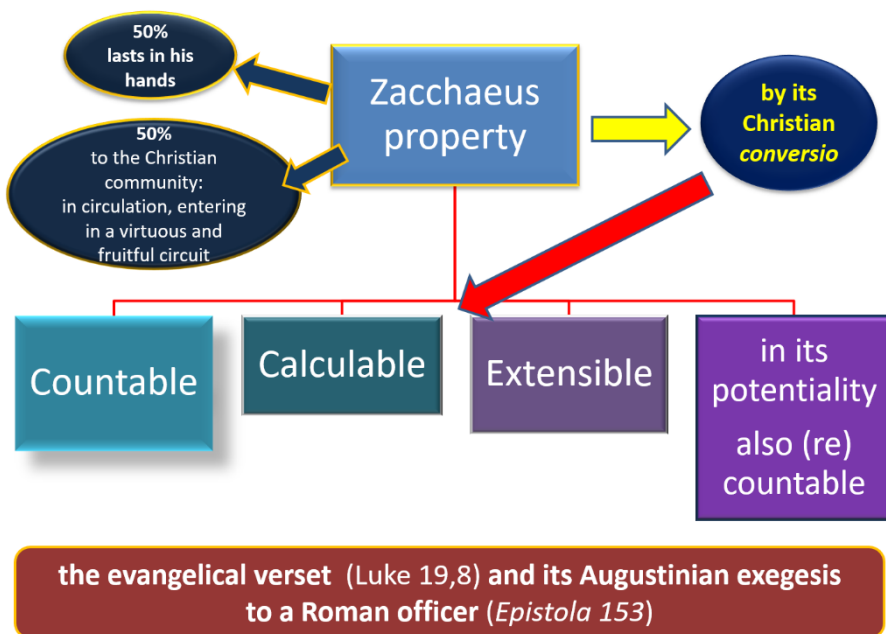 50%
lasts in his
hands
Zacchaeus
property
by its
Christian
conversio
50%
to the Christian
community:
in circulation, entering
in a virtuous and
fruitful circuit
Countable
Calculable
Extensible
in its
potentiality
also (re)
countable
the evangelical verset (Luke 19,8) and its Augustinian exegesis
to a Roman officer (Epistola 153)